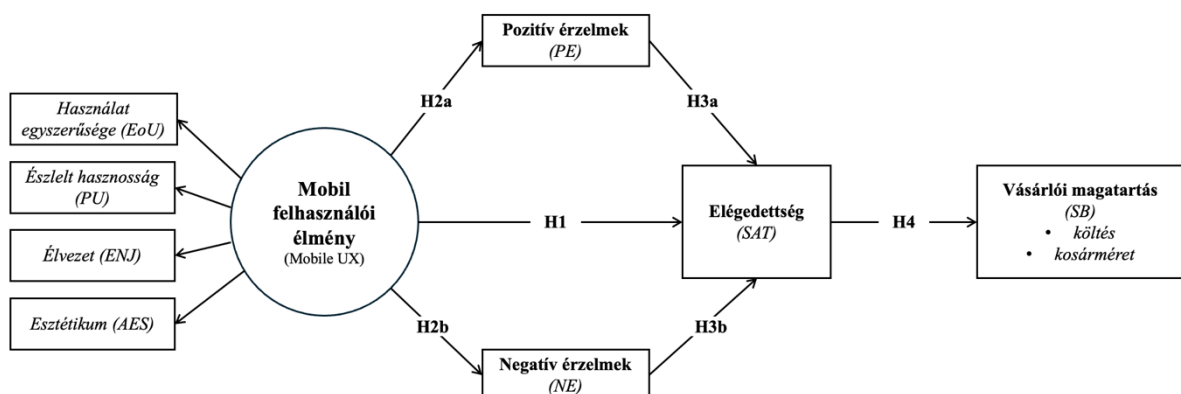 Pozitív érzelmek
(PE)
H2a
H3a
Használat
egyszerűsége (EoU)
Észlelt hasznosság
(PU)
Élvezet (ENJ)
Esztétikum (AES)
Mobil
felhasználói
élmény
(Mobile UX)
H1
Elégedettség
(SAT)
H4
Vásárlói magatartás
(SB)
• költés
• kosárméret
H2b
H3b
Negatív érzelmek
(NE)